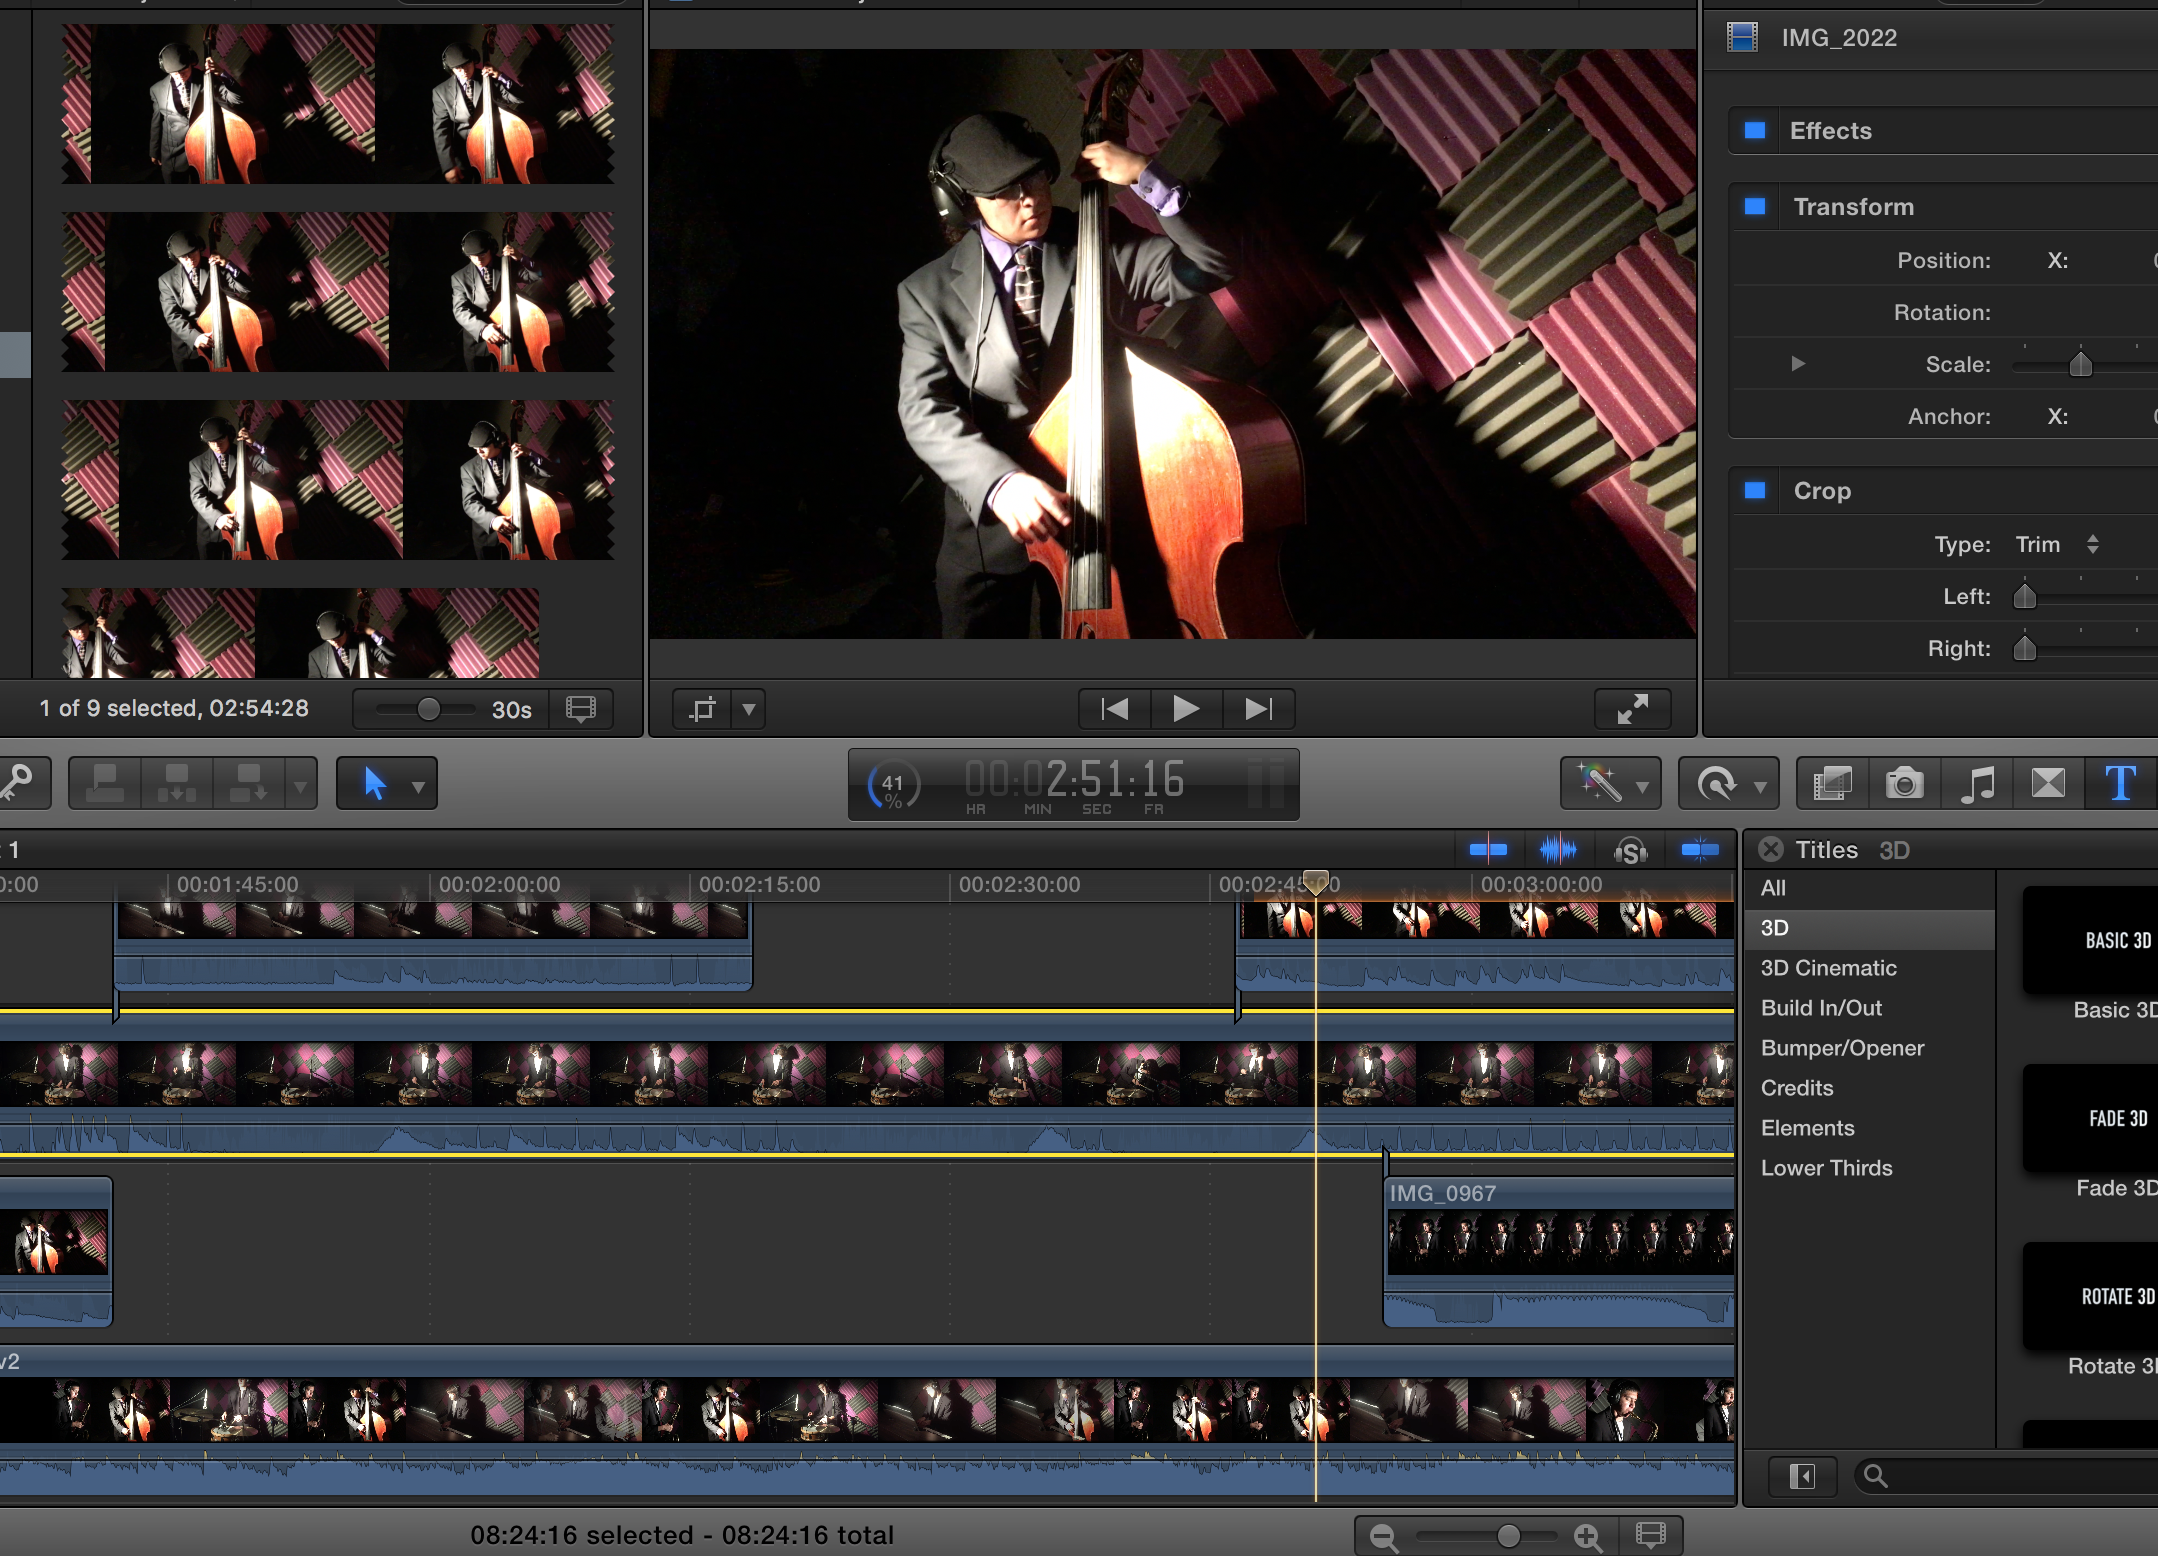 IMG_2022
Effects
Transform
Position: X:
Rotation:
Scale:
Anchor: X:
Crop
Type: Trim
Left:
Right:
1 of 9 selected, 02:54:28
30s
41
%
00:02:51:16
HR MIN SEC FR
T
1
S
0:00 00:01:45:00 00:02:00:00 00:02:15:00 00:02:30:00 00:02:45:00 00:03:00:00
IMG_0967
v2
Titles 3D
All
3D
3D Cinematic
Build In/Out
Bumper/Opener
Credits
Elements
Lower Thirds
BASIC 3D
Basic 3D
FADE 3D
Fade 3D
ROTATE 3D
Rotate 3D
08:24:16 selected - 08:24:16 total